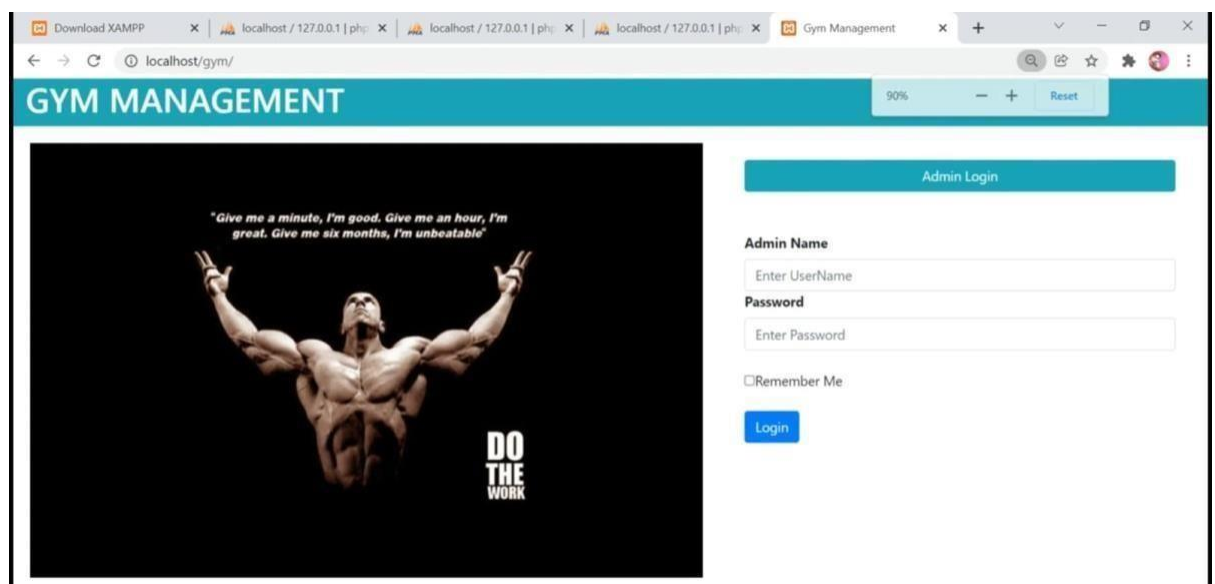 Download XAMPP
localhost / 127.0.0.1 | php
localhost / 127.0.0.1 | php
localhost / 127.0.0.1 | php
Gym Management
localhost/gym/
GYM MANAGEMENT
90%
Reset
"Give me a minute, I'm good. Give me an hour, I'm
great. Give me six months, I'm unbeatable"
DO
THE
WORK
Admin Login
Admin Name
Enter UserName
Password
Enter Password
Remember Me
Login